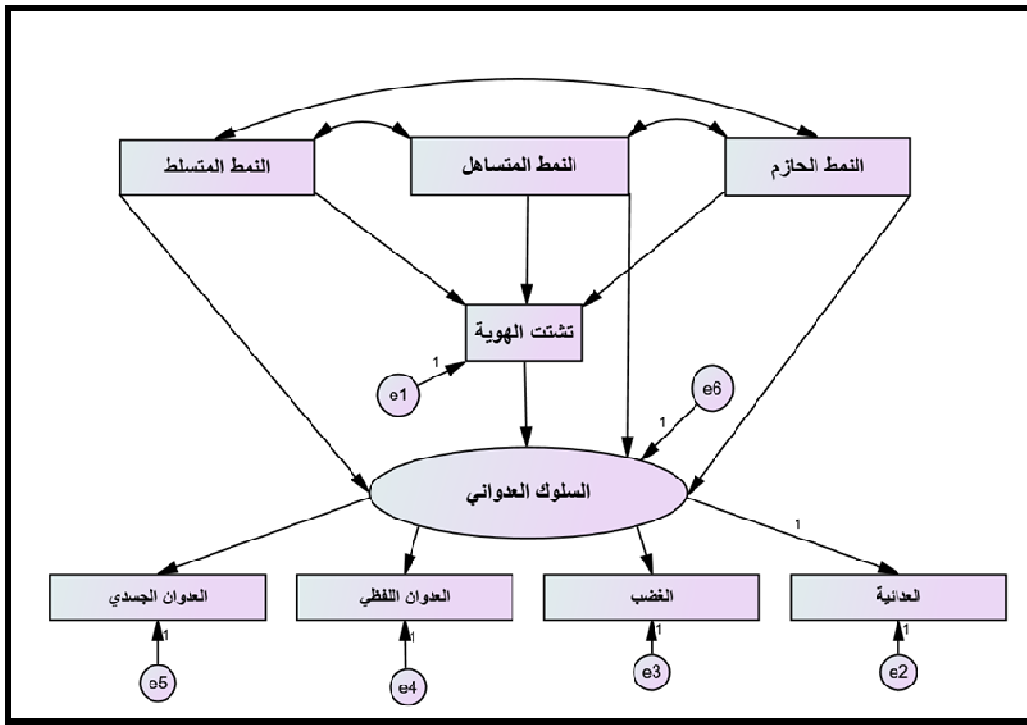 النمط الحازم
النمط المتساهل
النمط المتسلط
تشتت الهوية
1
e1
e6
1
السلوك العدواني
1
العدائية
الغضب
العدوان اللفظي
العدوان الجسدي
1
1
1
1
e2
e3
e4
e5